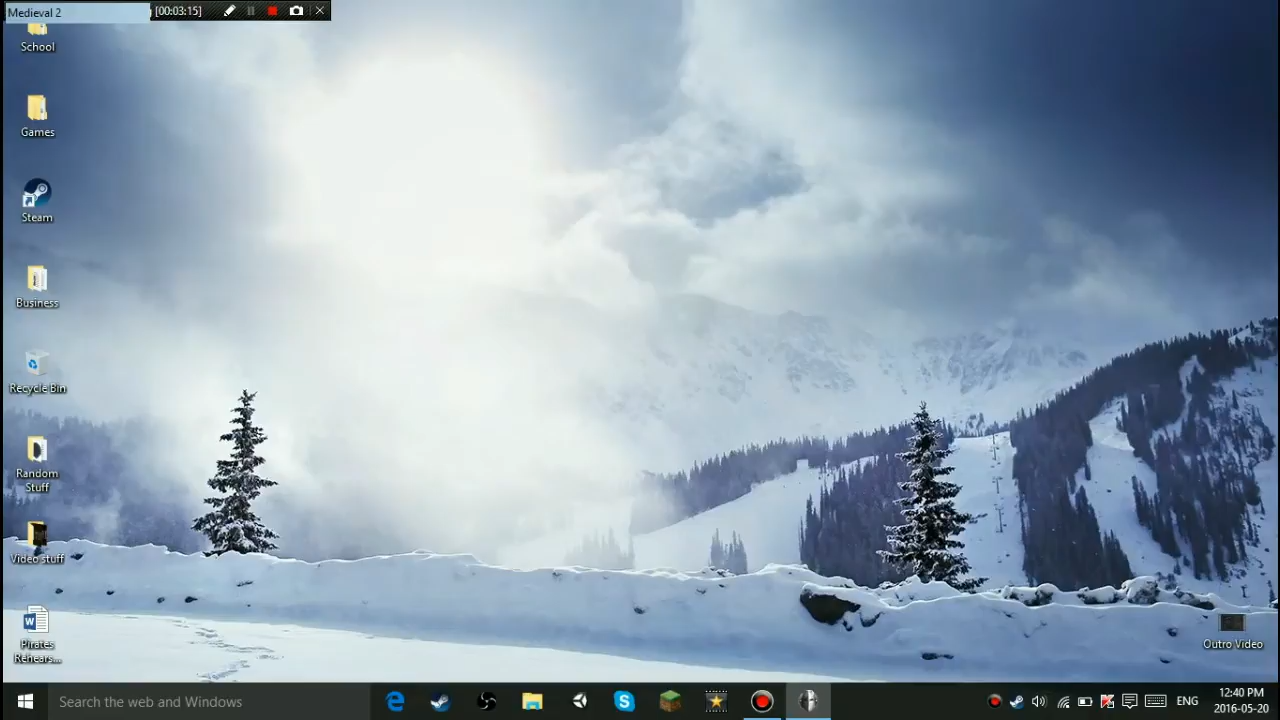 Medieval 2
[00:03:15]
School
Games
Steam
Business
Recycle Bin
Random
Stuff
Video stuff
Pirates
Rehears...
Outro Video
Search the web and Windows
ENG
12:40 PM
2016-05-20